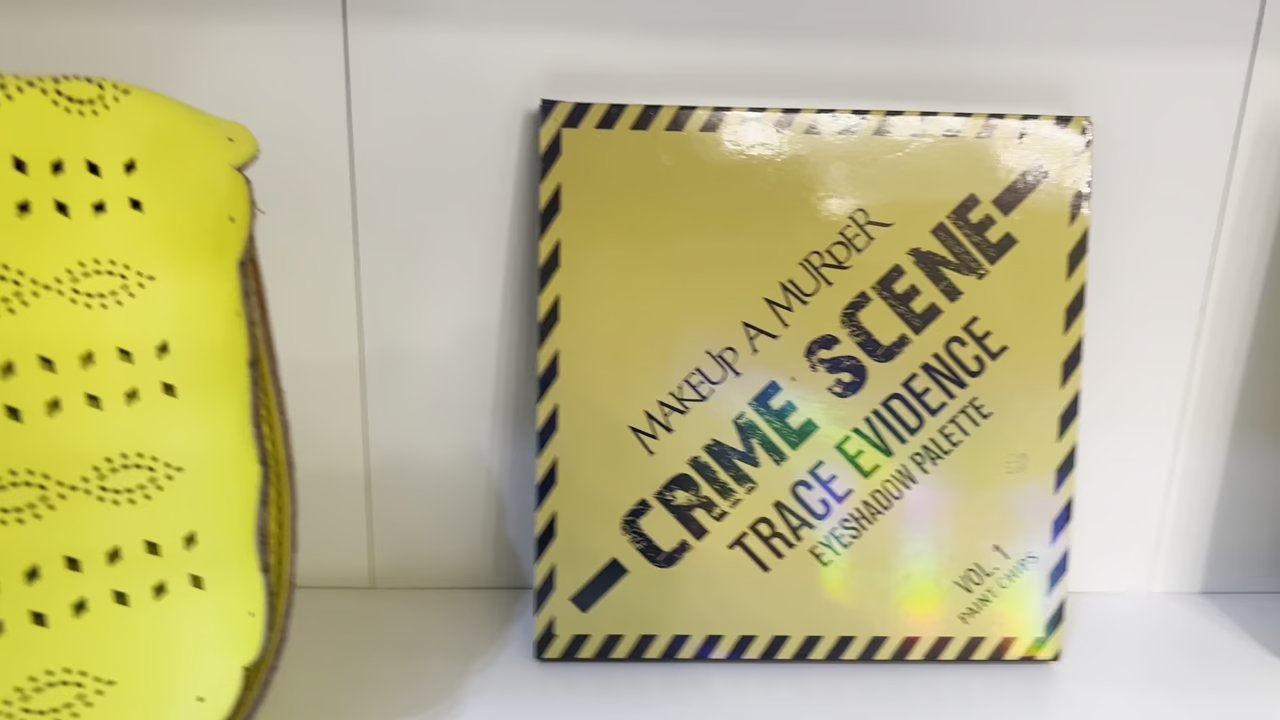 MAKEUP A MURDER
CRIME SCENE
TRACE EVIDENCE
EYESHADOW PALETTE
VOL. 1
PAINT CHIPS